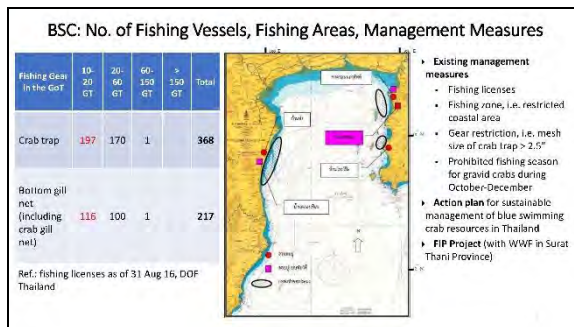 BSC: No. of Fishing Vessels, Fishing Areas, Management Measures
Fishing Gear in the GoT
10-20 GT
20-60 GT
60-150 GT
> 150 GT
Total
Crab trap
197
170
1
368
Bottom gill net (including crab gill net)
116
100
1
217
Ref.: fishing licenses as of 31 Aug 16, DOF
Thailand
Existing management
measures
Fishing licenses
Fishing zone, i.e. restricted
coastal area
Gear restriction, i.e. mesh
size of crab trap > 2.5"
Prohibited fishing season
for gravid crabs during
October-December
Action plan for sustainable
management of blue swimming
crab resources in Thailand
FIP Project (with WWF in Surat
Thani Province)